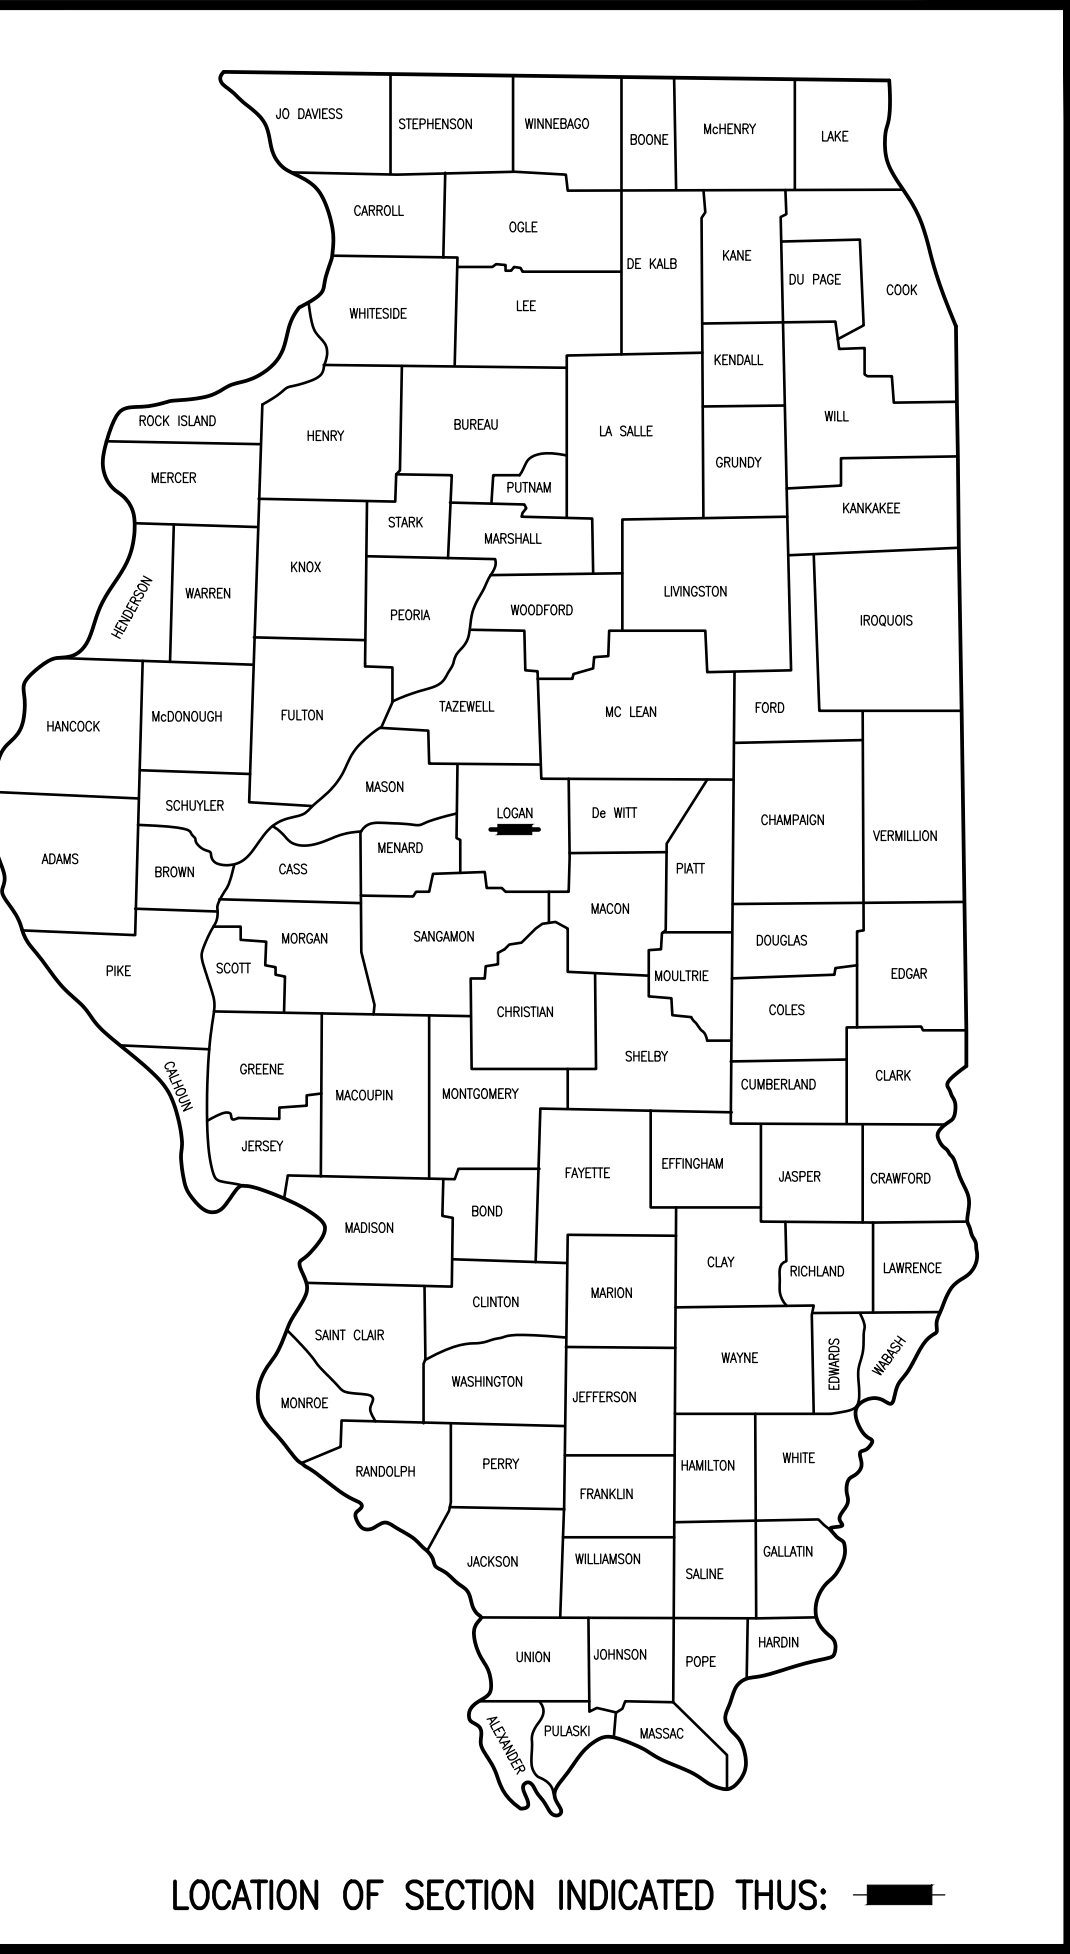 JO DAVIESS
STEPHENSON
WINNEBAGO
BOONE
McHENRY
LAKE
CARROLL
OGLE
DE KALB
KANE
DU PAGE
COOK
WHITESIDE
LEE
KENDALL
ROCK ISLAND
HENRY
BUREAU
LA SALLE
WILL
MERCER
PUTNAM
GRUNDY
KANKAKEE
STARK
MARSHALL
HENDERSON
WARREN
KNOX
PEORIA
WOODFORD
LIVINGSTON
IROQUOIS
HANCOCK
McDONOUGH
FULTON
TAZEWELL
MC LEAN
FORD
SCHUYLER
MASON
LOGAN
De WITT
CHAMPAIGN
VERMILLION
ADAMS
BROWN
CASS
MENARD
PIATT
MACON
PIKE
SCOTT
MORGAN
SANGAMON
MOULTRIE
DOUGLAS
EDGAR
CHRISTIAN
COLES
CALHOUN
GREENE
MACOUPIN
MONTGOMERY
SHELBY
CUMBERLAND
CLARK
JERSEY
FAYETTE
EFFINGHAM
JASPER
CRAWFORD
MADISON
BOND
CLAY
RICHLAND
LAWRENCE
CLINTON
MARION
SAINT CLAIR
WAYNE
EDWARDS
WABASH
MONROE
WASHINGTON
JEFFERSON
RANDOLPH
PERRY
HAMILTON
WHITE
FRANKLIN
JACKSON
WILLIAMSON
SALINE
GALLATIN
UNION
JOHNSON
POPE
HARDIN
ALEXANDER
PULASKI
MASSAC
LOCATION OF SECTION INDICATED THUS: